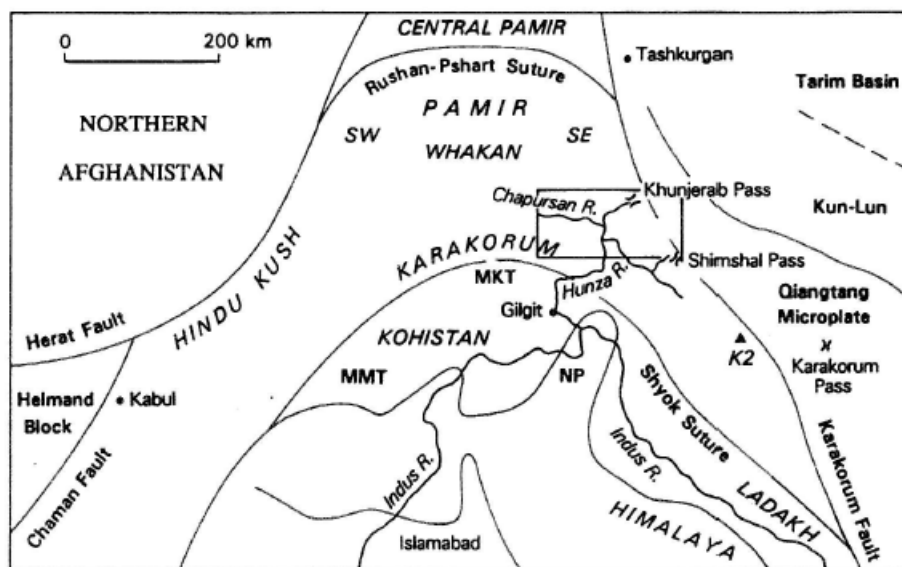 0 200 km
CENTRAL PAMIR
Rushan-Pshart Suture
Tashkurgan
Tarim Basin
NORTHERN
AFGHANISTAN
PAMIR
SW
SE
WHAKAN
Khunjerab Pass
Chapursan R.
Kun-Lun
HINDU KUSH
KARAKORUM
MKT
Hunza R.
Shimshal Pass
Qiangtang
Microplate
Gilgit
Herat Fault
KOHISTAN
K2
Karakorum
Pass
Helmand
Block
Kabul
MMT
NP
Shyok Suture
Karakorum Fault
Chaman Fault
Indus R.
Indus R.
LADAKH
HIMALAYA
Islamabad